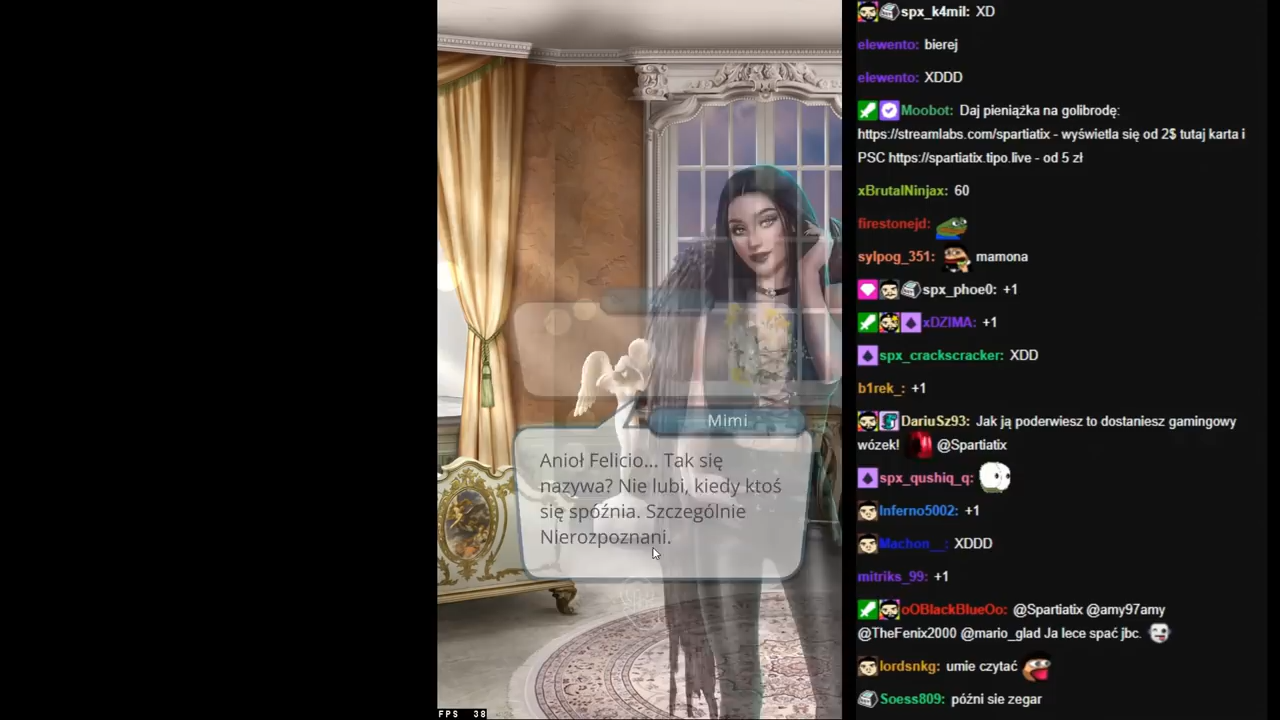 Mimi
Anioł Felicio... Tak się
nazywa? Nie lubi, kiedy ktoś
się spóźnia. Szczególnie
Nierozpoznani.
FPS 38
spx_k4mil: XD
elewento: bierej
elewento: XDDD
Moobot: Daj pieniążka na golibrodę:
https://streamlabs.com/spartiatix - wyświetla się od 2$ tutaj karta i
PSC https://spartiatix.tipo.live - od 5 zł
xBrutalNinjax: 60
firestonejd:
sylpog_351: mamona
spx_phoe0: +1
xDZIMA: +1
spx_crackscracker: XDD
b1rek_: +1
DariuSz93: Jak ją poderwiesz to dostaniesz gamingowy
wózek! @Spartiatix
spx_qushiq_q:
Inferno5002: +1
Machon__: XDDD
mitriks_99: +1
oOBlackBlueOo: @Spartiatix @amy97amy
@TheFenix2000 @mario_glad Ja lece spać jbc.
lordsnkg: umie czytać
Soess809: późni sie zegar